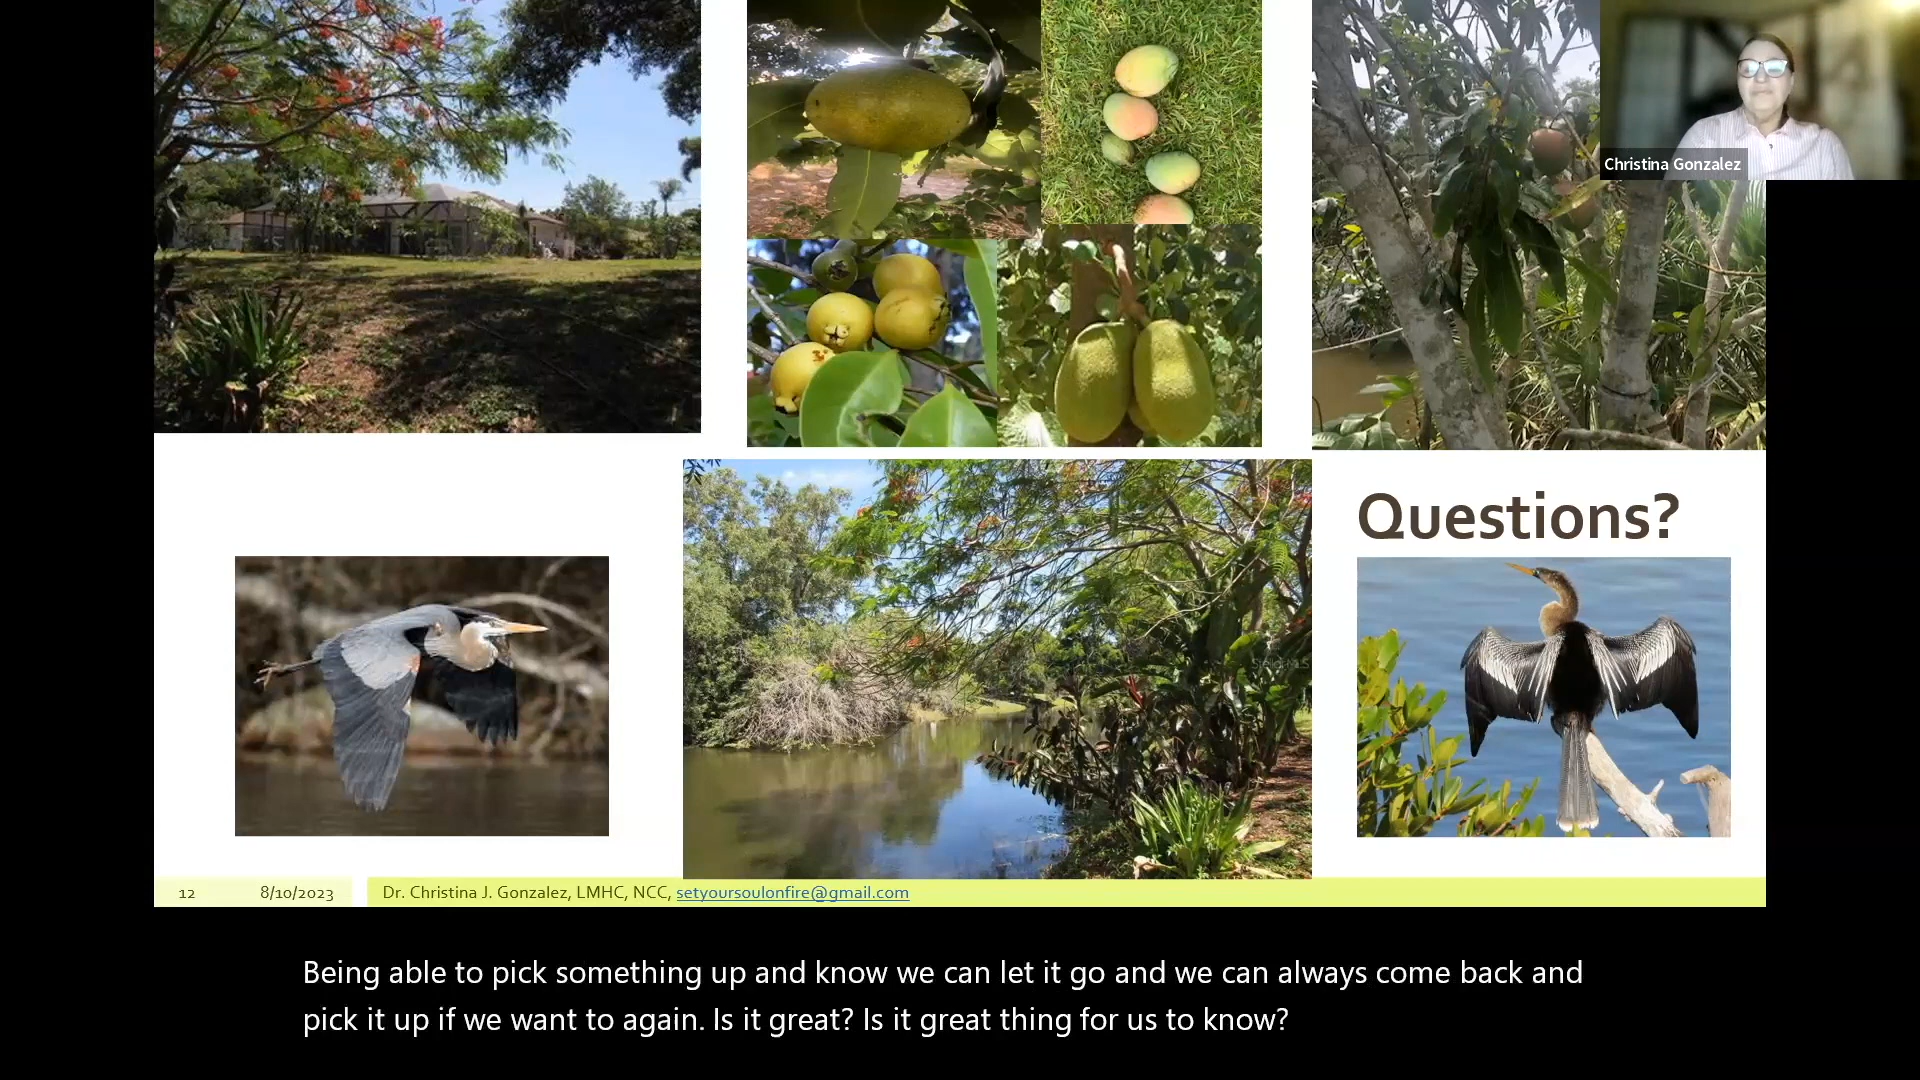 Christina Gonzalez
Questions?
12
8/10/2023
Dr. Christina J. Gonzalez, LMHC, NCC, setyoursoulonfire@gmail.com
Being able to pick something up and know we can let it go and we can always come back and
pick it up if we want to again. Is it great? Is it great thing for us to know?